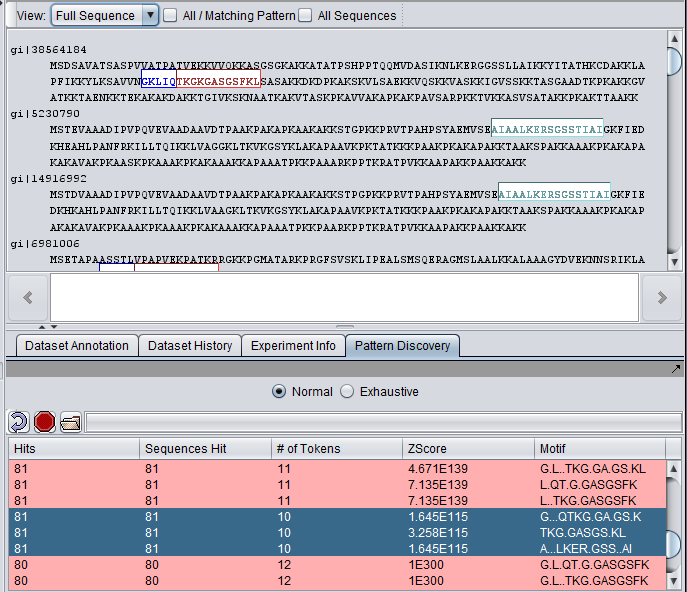 View: Full Sequence All / Matching Pattern All Sequences
gi|38564184
MSDSAVATSASPVVATPATVEKKVVQKKASGSGKAKKATATPSHPPTQQMVDASIKNLKERGGSSLLAIKKYITATHKCDAKKLA
PFIKKYLKSAVVNGKLIQTKGKGASGSFKLSASAKKDKDPKAKSKVLSAEKKVQSKKVASKKIGVSSKKTASGAADTKPKAKKGV
ATKKTAENKKTEKAKAKDAKKTGIVKSKNAATKAKVTASKPKAVVAKAPKAKPAVSARPKKTVKKASVSATAKKPKAKTTAAKK
gi|5230790
MSTEVAAADIPVPQVEVAADAAVDTPAAKPAKAPKAAKAKKSTGPKKPRVTPAHPSYAEMVSEAIAALKERSGSSTIAIGKFIED
KHEAHLPANFRKILLTQIKKLVAGGKLTKVKGSYKLAKAPAAVKPKTATKKPAAKPKAKAPAKKTAAKSPAKKAAAKPKAKAPA
KAKAVAKPKAASKPKAAAKPKAKAAAKKAPAAATPKKPAAARKPPTKRATPVKKAAPAKKPAAKKAKK
gi|14916992
MSTDVAAADIPVPQVEVAADAAVDTPAAKPAKAPKAAKAKKSTPGPKKPRVTPAHPSYAEMVSEAIAALKERSGSSTIAIGKFIE
DKHKAHLPANFRKILLTQIKKLVAAGKLTKVKGSYKLAKAPAAVKPKTATKKKPAAKPKAKAPAKKTAAKSPAKKAAAKPKAKAP
AKAKAVAKPKAAAKPKAAAKPKAKAAAKKAPAAATPKKPAAARKPPTKRATPVKKAAPAKKPAAKKAKK
gi|6981006
MSETAPAASSTLVPAPVEKPATKRRGKKPGMATARKPRGFSVSKLIPEALSMSQERAGMSLAALKKALAAAGYDVEKNNSRIKLA
Dataset Annotation Dataset History Experiment Info Pattern Discovery
Normal Exhaustive
Hits Sequences Hit # of Tokens ZScore Motif
81 81 11 4.671E139 G.L..TKG.GA.GS.KL
81 81 11 7.135E139 L.QT.G.GASGSFK
81 81 11 7.135E139 L..TKG.GASGSFK
81 81 10 1.645E115 G...QTKG.GA.GS.K
81 81 10 3.258E115 TKG.GASGS.KL
81 81 10 1.645E115 A...LKER.GSS..AI
80 80 12 1E300 G.L.QT.G.GASGSFK
80 80 12 1E300 G.L..TKG.GASGSFK